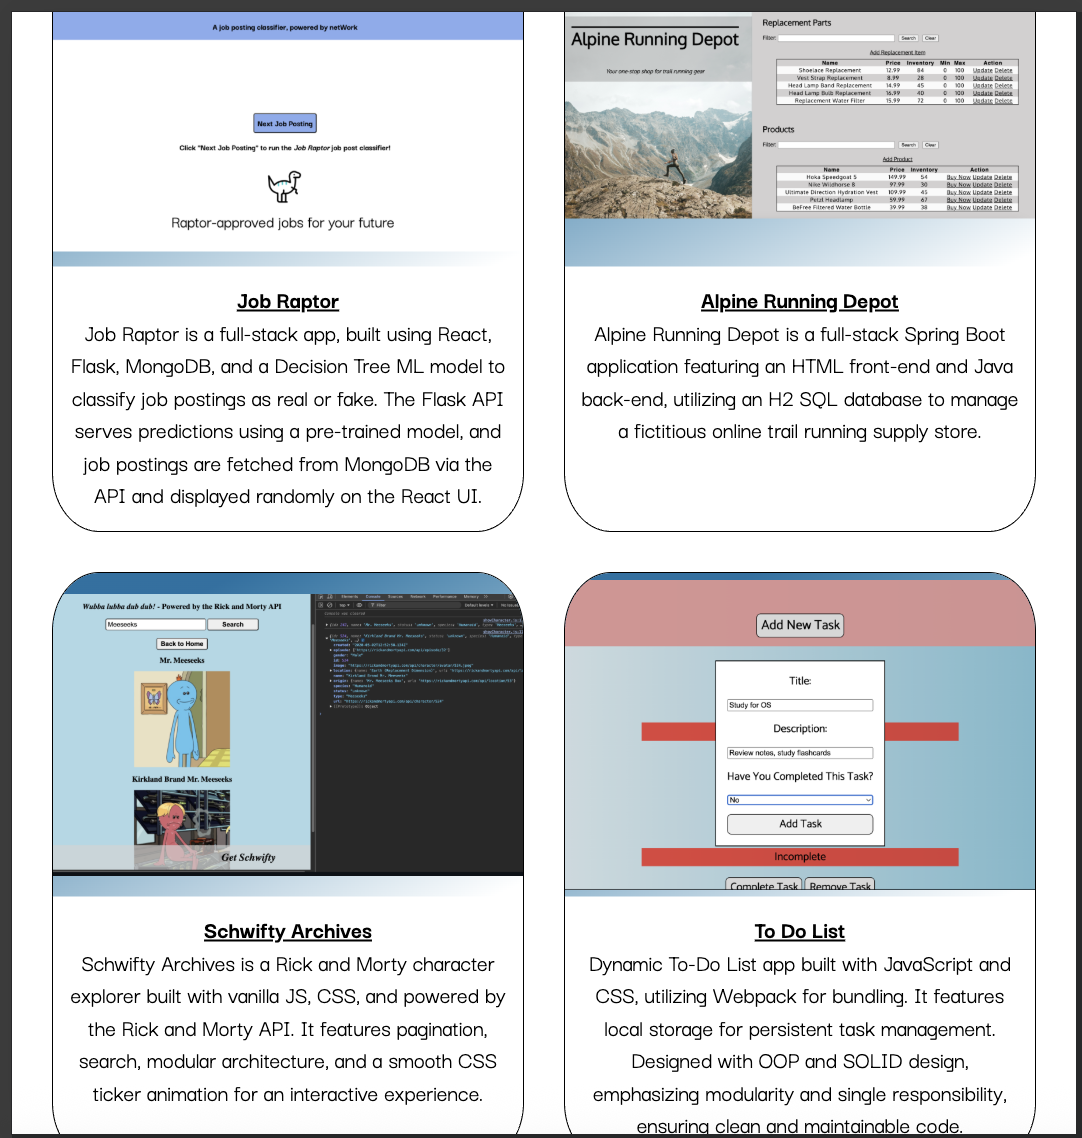 A job posting classifier, powered by netWork
Next Job Posting
Click "Next Job Posting" to run the Job Raptor job post classifier!
Raptor-approved jobs for your future
Job Raptor
Job Raptor is a full-stack app, built using React,
Flask, MongoDB, and a Decision Tree ML model to
classify job postings as real or fake. The Flask API
serves predictions using a pre-trained model, and
job postings are fetched from MongoDB via the
API and displayed randomly on the React UI.
Alpine Running Depot
Your one-stop shop for trail running gear
Replacement Parts
Filter: Search Clear
Add Replacement Item
Name Price Inventory Min Max Action
Shoelace Replacement 12.99 84 0 100 Update Delete
Vest Strap Replacement 8.99 28 0 100 Update Delete
Head Lamp Band Replacement 14.99 45 0 100 Update Delete
Head Lamp Bulb Replacement 16.99 40 0 100 Update Delete
Replacement Water Filter 15.99 72 0 100 Update Delete
Products
Filter: Search Clear
Add Product
Name Price Inventory Action
Hoka Speedgoat 5 149.99 54 Buy Now Update Delete
Nike Wildhorse 8 97.99 30 Buy Now Update Delete
Ultimate Direction Hydration Vest 109.99 45 Buy Now Update Delete
Petzl Headlamp 59.99 67 Buy Now Update Delete
BeFree Filtered Water Bottle 39.99 38 Buy Now Update Delete
Alpine Running Depot
Alpine Running Depot is a full-stack Spring Boot
application featuring an HTML front-end and Java
back-end, utilizing an H2 SQL database to manage
a fictitious online trail running supply store.
Wubba lubba dub dub! - Powered by the Rick and Morty API
Meeseeks Search
Back to Home
Mr. Meeseeks
Kirkland Brand Mr. Meeseeks
Get Schwifty
Elements Console Sources Network Performance Memory
Filter
Default levels
Schwifty Archives
Schwifty Archives is a Rick and Morty character
explorer built with vanilla JS, CSS, and powered by
the Rick and Morty API. It features pagination,
search, modular architecture, and a smooth CSS
ticker animation for an interactive experience.
Add New Task
Title:
Study for OS
Description:
Review notes, study flashcards
Have You Completed This Task?
No
Add Task
Incomplete
Complete Task Remove Task
To Do List
Dynamic To-Do List app built with JavaScript and
CSS, utilizing Webpack for bundling. It features
local storage for persistent task management.
Designed with OOP and SOLID design,
emphasizing modularity and single responsibility,
ensuring clean and maintainable code.